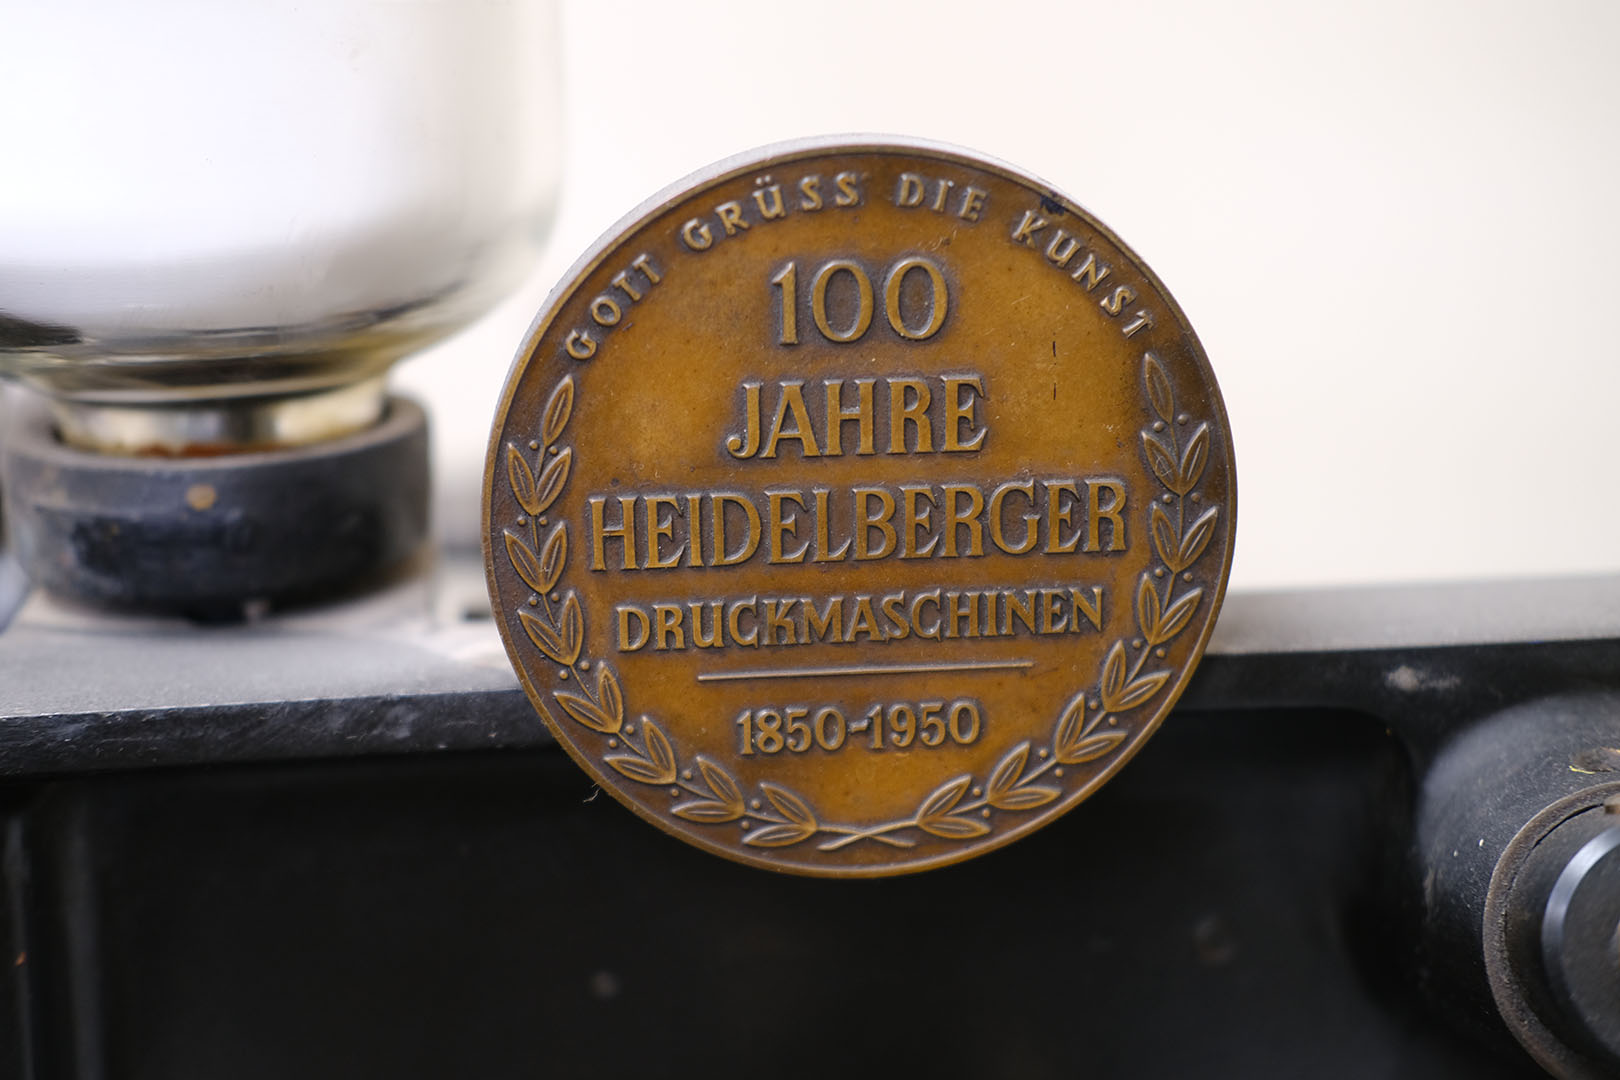 GOTT GRÜSS DIE KUNST
100
JAHRE
HEIDELBERGER
DRUCKMASCHINEN
1850-1950